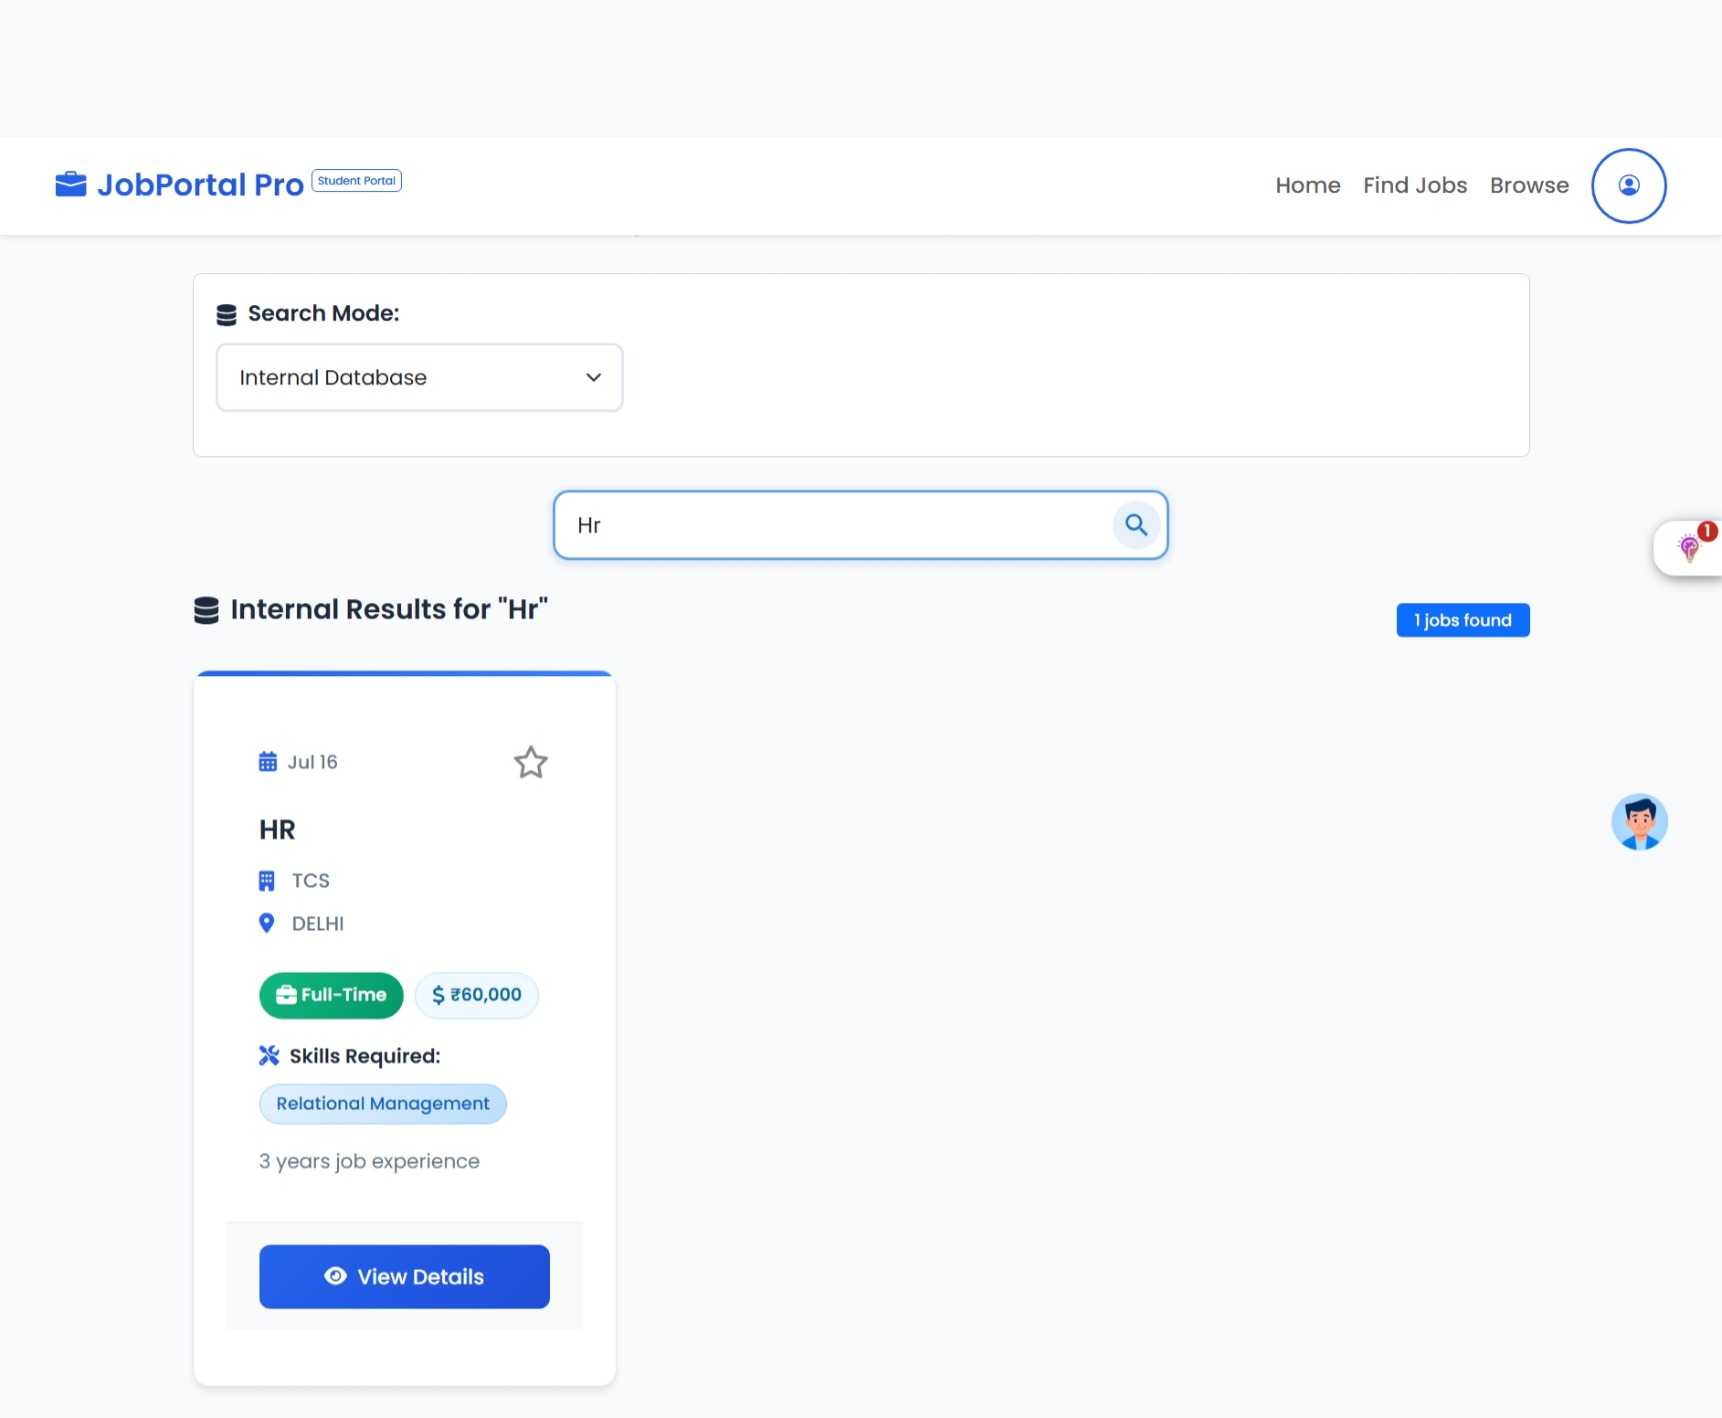 JobPortal Pro Student Portal
Home Find Jobs Browse
Search Mode:
Internal Database
Hr
1
Internal Results for "Hr"
1 jobs found
Jul 16
HR
TCS
DELHI
Full-Time $ ₹60,000
Skills Required:
Relational Management
3 years job experience
View Details